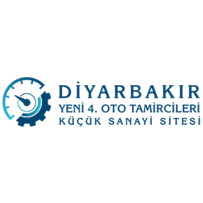 DİYARBAKIR
YENİ 4. OTO TAMİRCİLERİ
KÜÇÜK SANAYİ SİTESİ